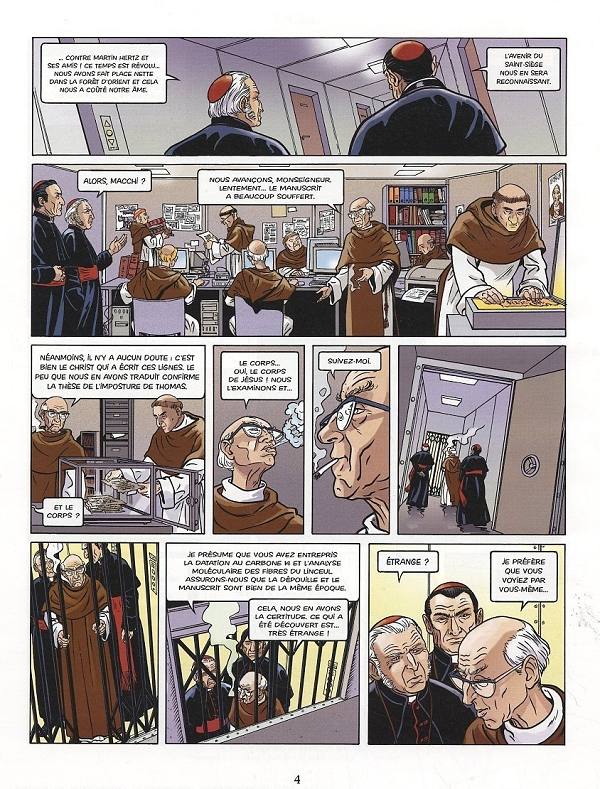 ... CONTRE MARTIN HERTZ ET
SES AMIS ! CE TEMPS EST RÉVOLU...
NOUS AVONS FAIT PLACE NETTE
DANS LA FORÊT D'ORIENT ET CELA
NOUS A COÛTÉ NOTRE ÂME.
L'AVENIR DU
SAINT-SIÈGE
NOUS EN SERA
RECONNAISSANT.
ALORS, MACCHI ?
NOUS AVANÇONS, MONSEIGNEUR.
LENTEMENT... LE MANUSCRIT
A BEAUCOUP SOUFFERT.
NÉANMOINS, IL N'Y A AUCUN DOUTE : C'EST
BIEN LE CHRIST QUI A ÉCRIT CES LIGNES. LE
PEU QUE NOUS EN AVONS TRADUIT CONFIRME
LA THÈSE DE L'IMPOSTURE DE THOMAS.
ET LE
CORPS ?
LE CORPS...
OUI, LE CORPS
DE JÉSUS ! NOUS
L'EXAMINONS ET...
SUIVEZ-MOI.
JE PRÉSUME QUE VOUS AVEZ ENTREPRIS
LA DATATION AU CARBONE 14 ET L'ANALYSE
MOLÉCULAIRE DES FIBRES DU LINCEUL.
ASSURONS-NOUS QUE LA DÉPOUILLE ET LE
MANUSCRIT SONT BIEN DE LA MÊME ÉPOQUE.
CELA, NOUS EN AVONS LA
CERTITUDE. CE QUI A
ÉTÉ DÉCOUVERT EST...
TRÈS ÉTRANGE !
ÉTRANGE ?
JE PRÉFÈRE
QUE VOUS
VOYIEZ PAR
VOUS-MÊME...
4